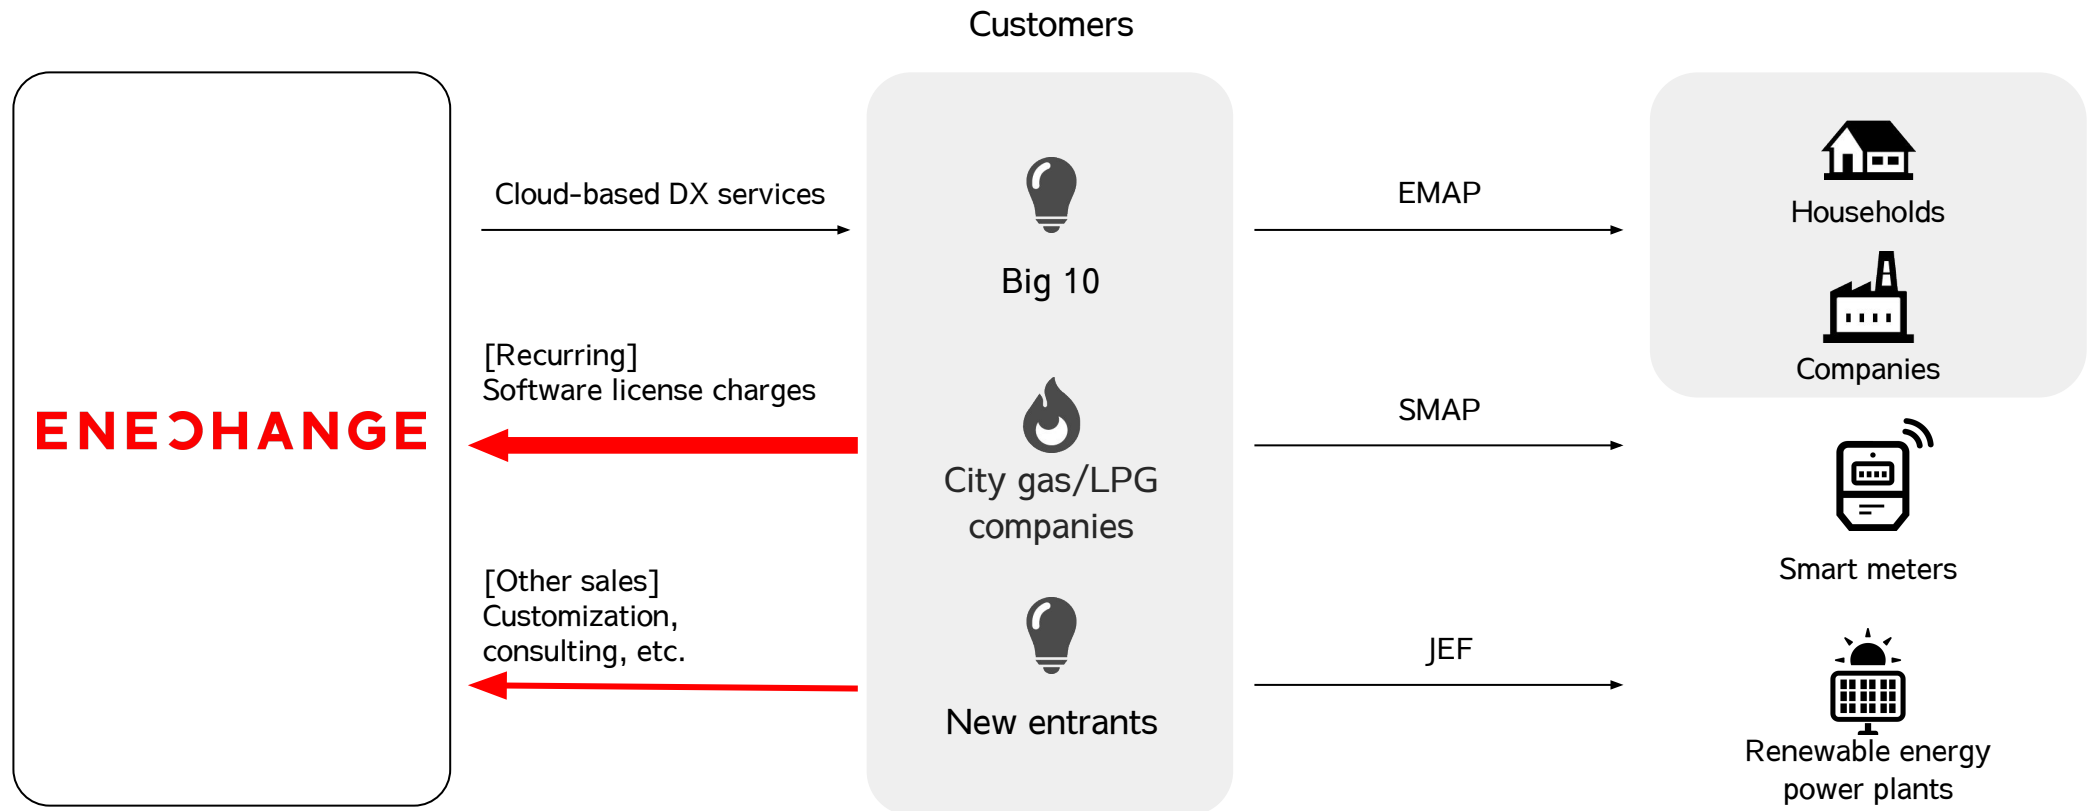 Customers
ENECHANGE
Cloud-based DX services
[Recurring]
Software license charges
[Other sales]
Customization,
consulting, etc.
Big 10
City gas/LPG
companies
New entrants
EMAP
SMAP
JEF
Households
Companies
Smart meters
Renewable energy
power plants